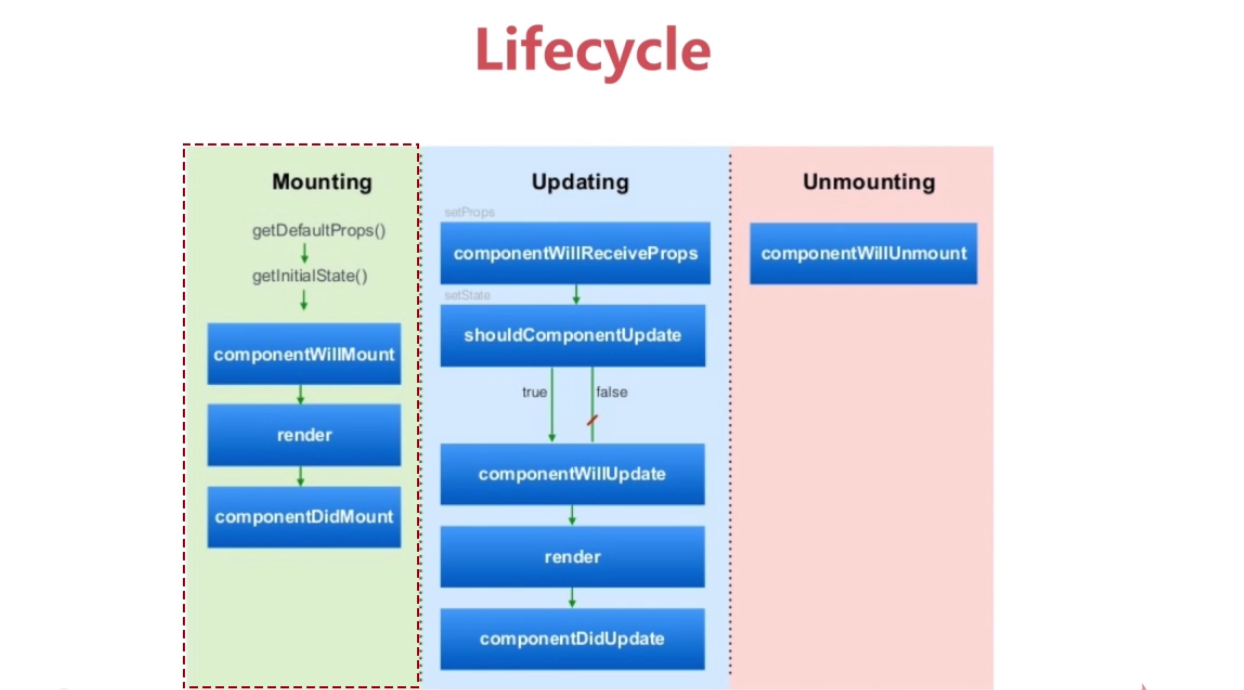 Lifecycle
Mounting
getDefaultProps()
getInitialState()
componentWillMount
render
componentDidMount
Updating
setProps
componentWillReceiveProps
setState
shouldComponentUpdate
true
false
componentWillUpdate
render
componentDidUpdate
Unmounting
componentWillUnmount